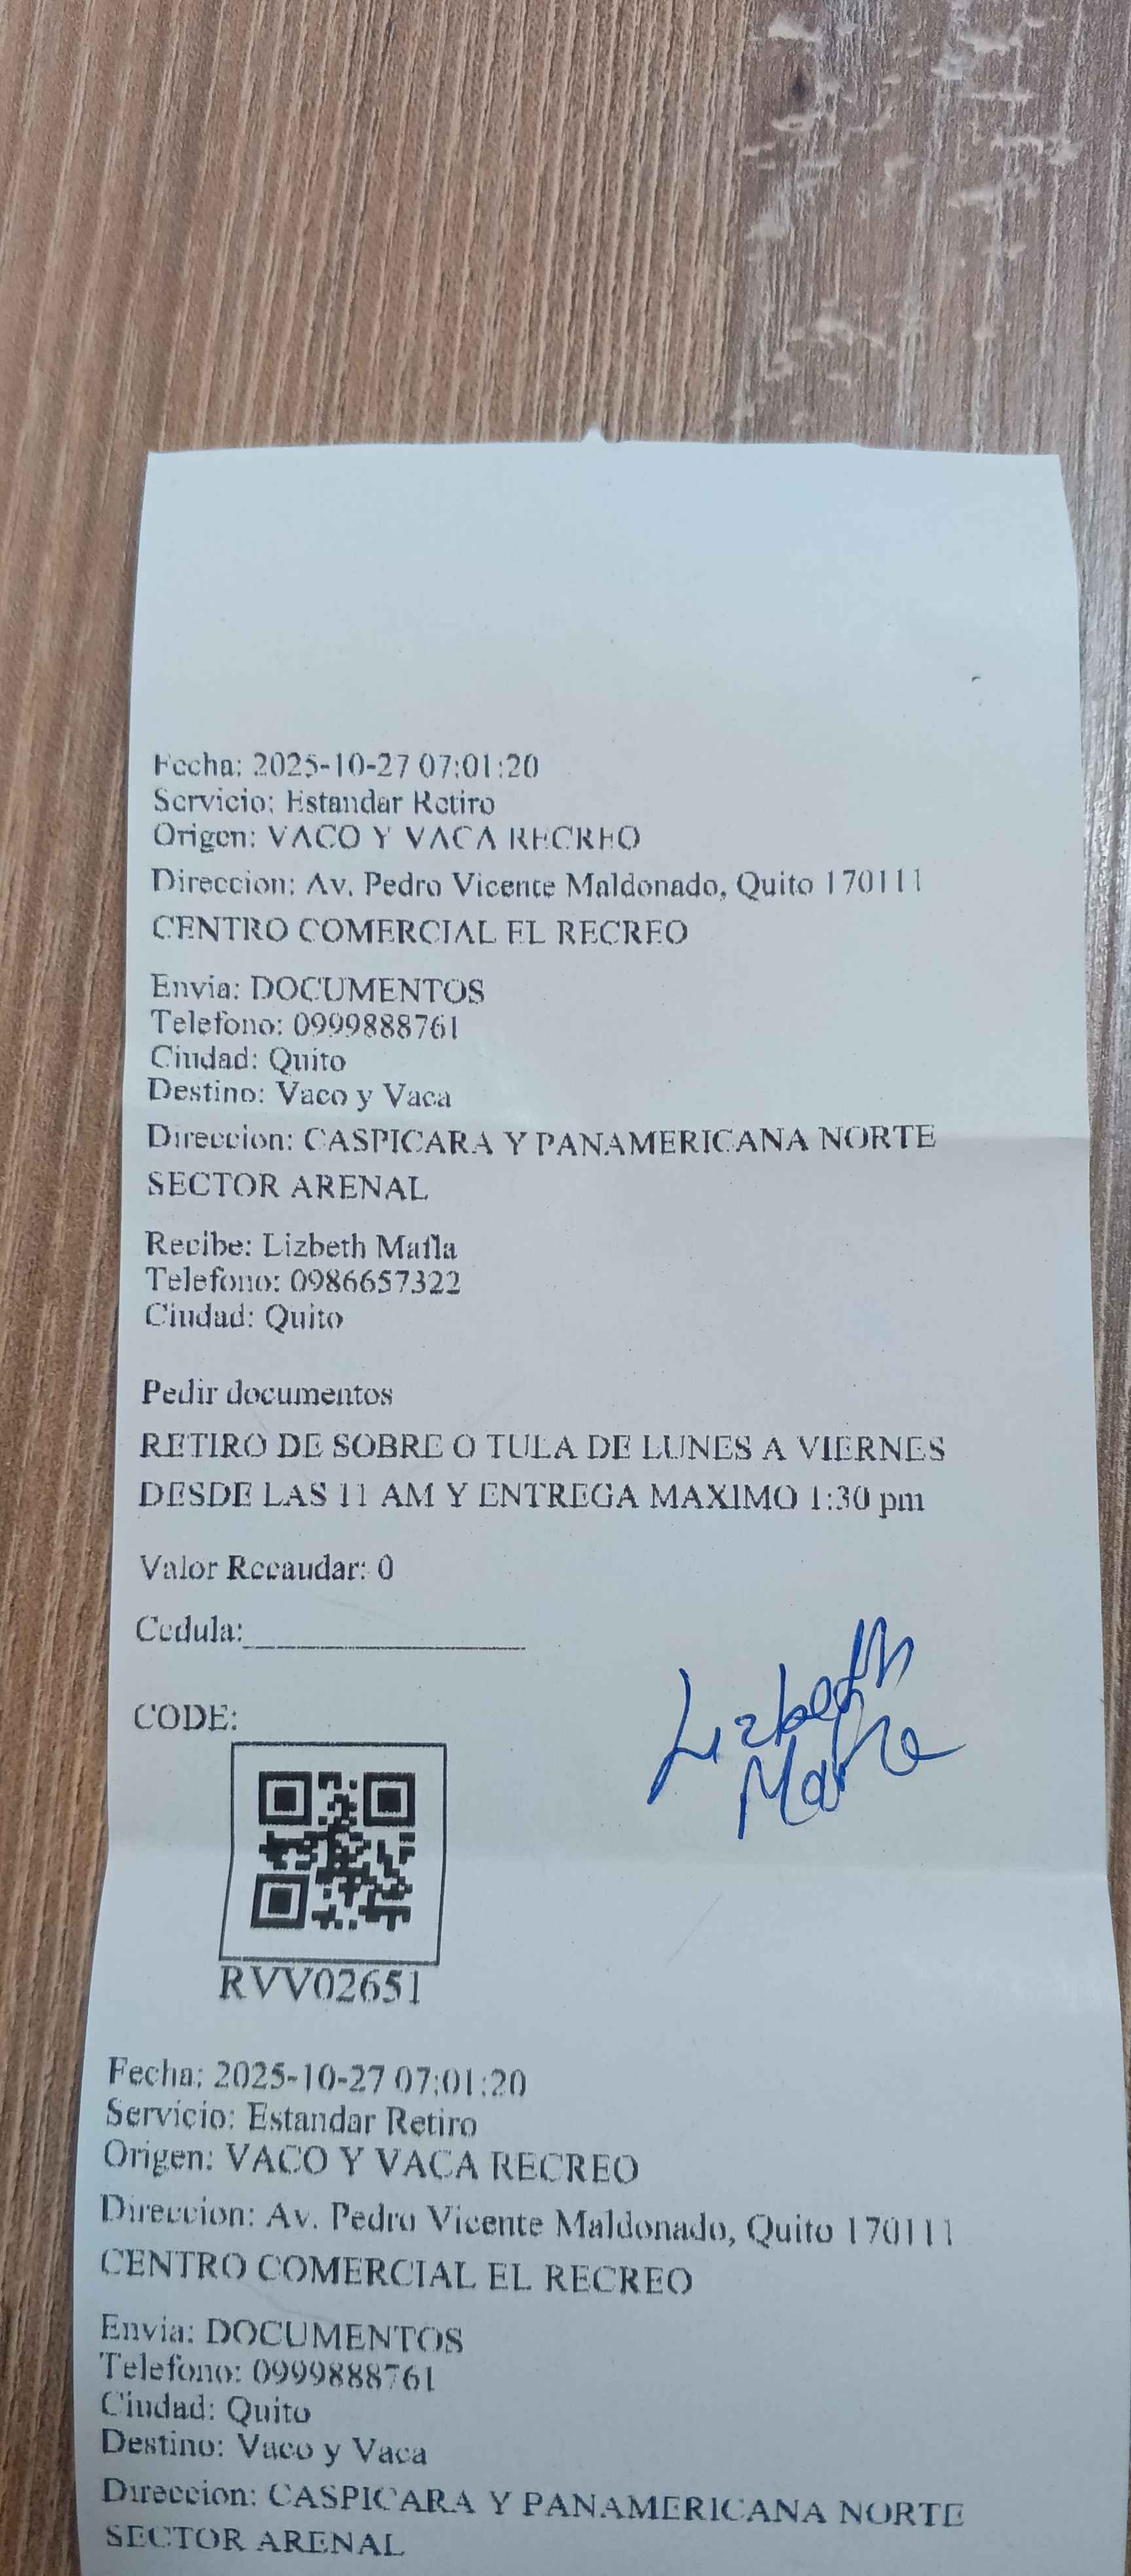 Fecha: 2025-10-27 07:01:20
Servicio: Estandar Retiro
Origen: VACO Y VACA RECREO
Direccion: Av. Pedro Vicente Maldonado, Quito 170111
CENTRO COMERCIAL EL RECREO
Envia: DOCUMENTOS
Telefono: 0999888761
Ciudad: Quito
Destino: Vaco y Vaca
Direccion: CASPICARA Y PANAMERICANA NORTE
SECTOR ARENAL
Recibe: Lizbeth Mafla
Telefono: 0986657322
Ciudad: Quito
Pedir documentos
RETIRO DE SOBRE O TULA DE LUNES A VIERNES
DESDE LAS 11 AM Y ENTREGA MAXIMO 1:30 pm
Valor Recaudar: 0
Cedula:
Lizbeth
Mafla
CODE:
RVV02651
Fecha: 2025-10-27 07:01:20
Servicio: Estandar Retiro
Origen: VACO Y VACA RECREO
Direccion: Av. Pedro Vicente Maldonado, Quito 170111
CENTRO COMERCIAL EL RECREO
Envia: DOCUMENTOS
Telefono: 0999888761
Ciudad: Quito
Destino: Vaco y Vaca
Direccion: CASPICARA Y PANAMERICANA NORTE
SECTOR ARENAL